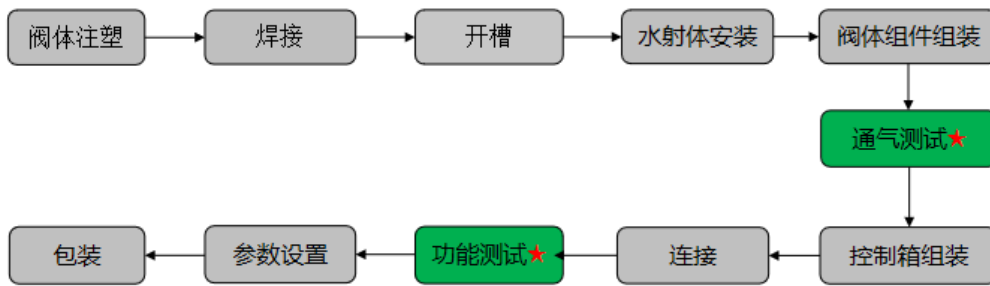 阀体注塑
焊接
开槽
水射体安装
阀体组件组装
通气测试★
控制箱组装
连接
功能测试★
参数设置
包装